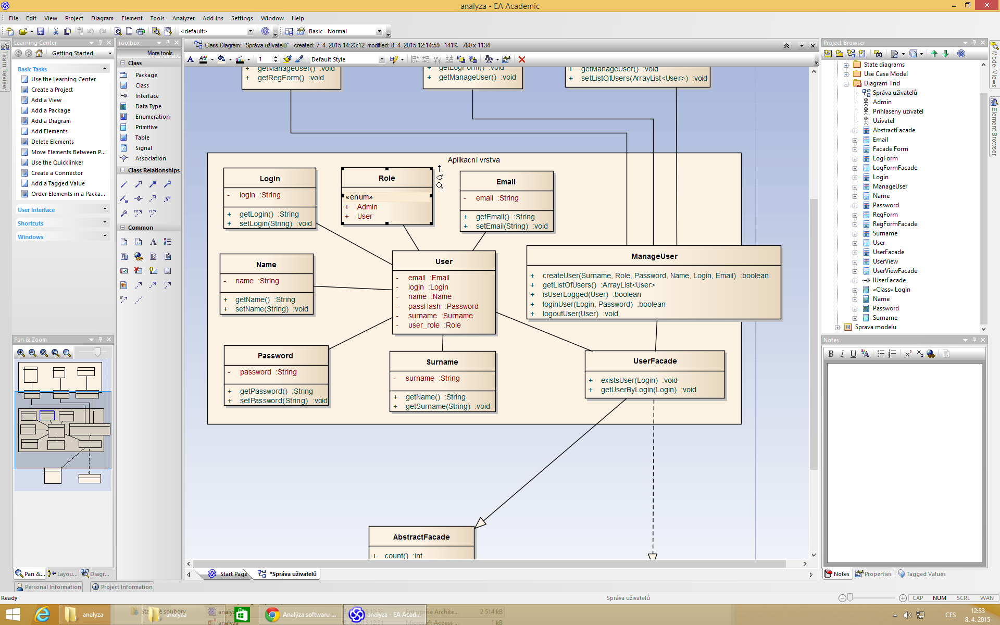 analyza - EA Academic
File Edit View Project Diagram Element Tools Analyzer Add-Ins Settings Window Help
<default>
Basic - Normal
Team Review
Learning Center
Getting Started
Basic Tasks
Use the Learning Center
Create a Project
Add a View
Add a Package
Add a Diagram
Add Elements
Delete Elements
Move Elements Between P...
Use the Quicklinker
Create a Connector
Add a Tagged Value
Order Elements in a Packa...
User Interface
Shortcuts
Windows
Toolbox
More tools...
Class
Package
Class
Interface
Data Type
Enumeration
Primitive
Table
Signal
Association
Class Relationships
Common
Class Diagram: "Správa uživatelů" created: 7. 4. 2015 14:23:12 modified: 8. 4. 2015 12:14:59 141% 780 x 1134
1
Default Style
+ getManageUser() :void
+ getRegForm() :void
+ getLogForm() :void
+ getManageUser() :void
+ getManageUser() :void
+ setListOfUsers(ArrayList<User>) :void
Aplikacni vrstva
Login
- login :String
+ getLogin() :String
+ setLogin(String) :void
Role
«enum»
+ Admin
+ User
Email
- email :String
+ getEmail() :String
+ setEmail(String) :void
Name
- name :String
+ getName() :String
+ setName(String) :void
User
- email :Email
- login :Login
- name :Name
- passHash :Password
- surname :Surname
- user_role :Role
ManageUser
+ createUser(Surname, Role, Password, Name, Login, Email) :boolean
+ getListOfUsers() :ArrayList<User>
+ isUserLogged(User) :boolean
+ loginUser(Login, Password) :boolean
+ logoutUser(User) :void
Password
- password :String
+ getPassword() :String
+ setPassword(String) :void
Surname
- surname :String
+ getName() :String
+ getSurname(String) :void
UserFacade
+ existsUser(Login) :void
+ getUserByLogin(Login) :void
AbstractFacade
+ count() :int
Start Page
*Správa uživatelů
Project Browser
State diagrams
Use Case Model
Diagram Trid
Správa uživatelů
Admin
Prihlaseny uzivatel
Uzivatel
AbstractFacade
Email
Facade Form
LogForm
LogFormFacade
Login
ManageUser
Name
Password
RegForm
RegFormFacade
Surname
User
UserFacade
UserView
UserViewFacade
IUserFacade
«Class» Login
Name
Password
Surname
Sprava modelu
Model Views
Element Browser
Notes
B I U
Notes Properties Tagged Values
Pan & Zoom
Pan &... Layou... Diagr...
Personal Information Project Information
Ready
Správa uživatelů
CAP NUM SCRL WAN
analyza
analyza
Analýza softwaru ...
analyza - EA Acad...
Enterprise Archite...
2 514 kB
Microsoft Access ...
1 kB
CES
12:33
8. 4. 2015